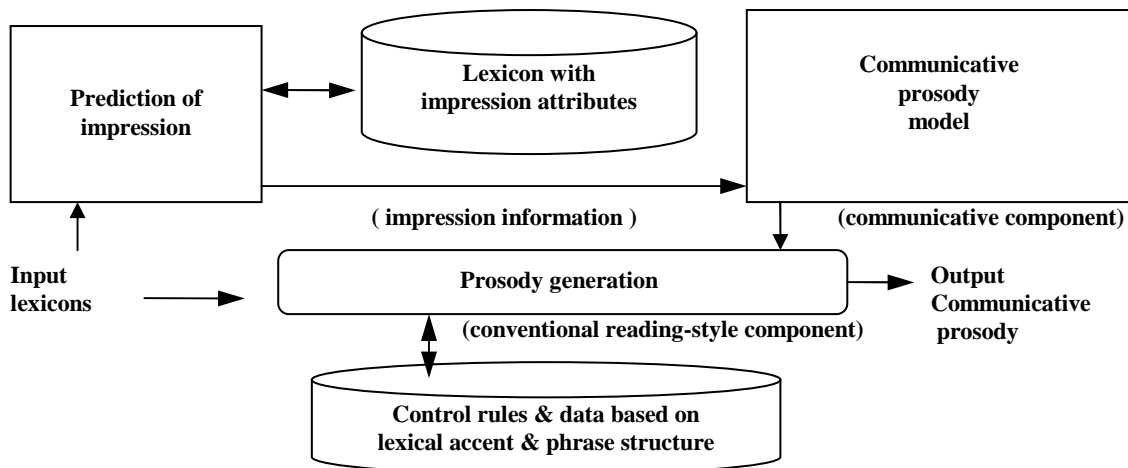 Prediction of
impression
Lexicon with
impression attributes
Communicative
prosody
model
( impression information )
(communicative component)
Input
lexicons
Prosody generation
Output
Communicative
prosody
(conventional reading-style component)
Control rules & data based on
lexical accent & phrase structure